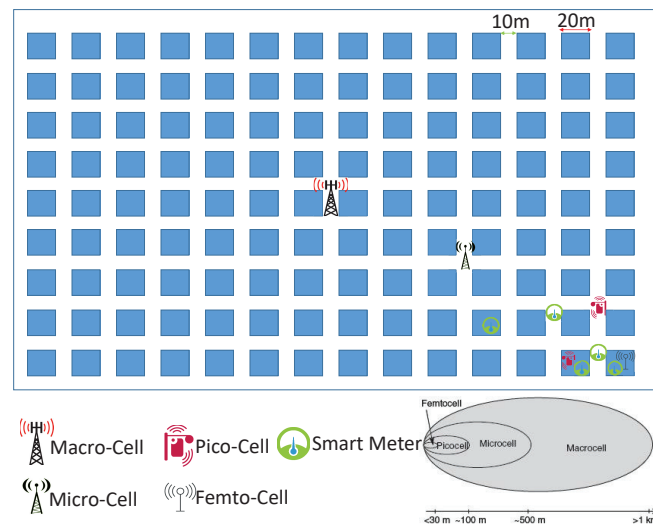 10m 20m
Macro-Cell Pico-Cell Smart Meter
Micro-Cell Femto-Cell
Femtocell
Picocell Microcell Macrocell
<30 m ~100 m ~500 m >1 km